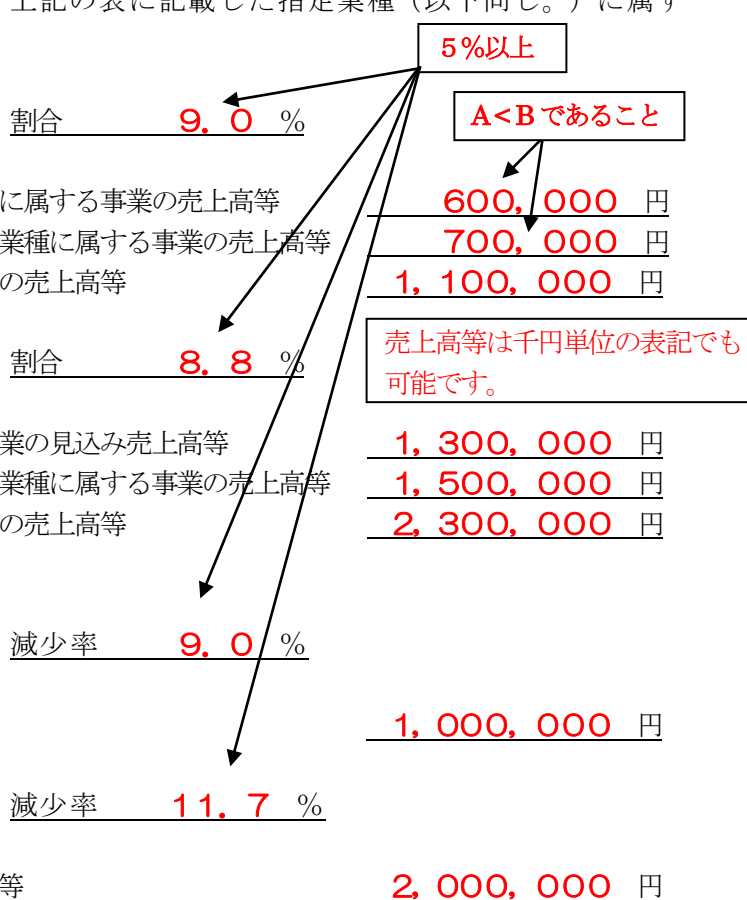 上記の表に記載した指定業種（以下同じ。）に属す
５%以上
割合 ９．０ %
A<Bであること
に属する事業の売上高等 ６００，０００ 円
業種に属する事業の売上高等 ７００，０００ 円
の売上高等 １，１００，０００ 円
割合 ８．８ %
売上高等は千円単位の表記でも
可能です。
業の見込み売上高等 １，３００，０００ 円
業種に属する事業の売上高等 １，５００，０００ 円
の売上高等 ２，３００，０００ 円
減少率 ９．０ %
１，０００，０００ 円
減少率 １１．７ %
等 ２，０００，０００ 円